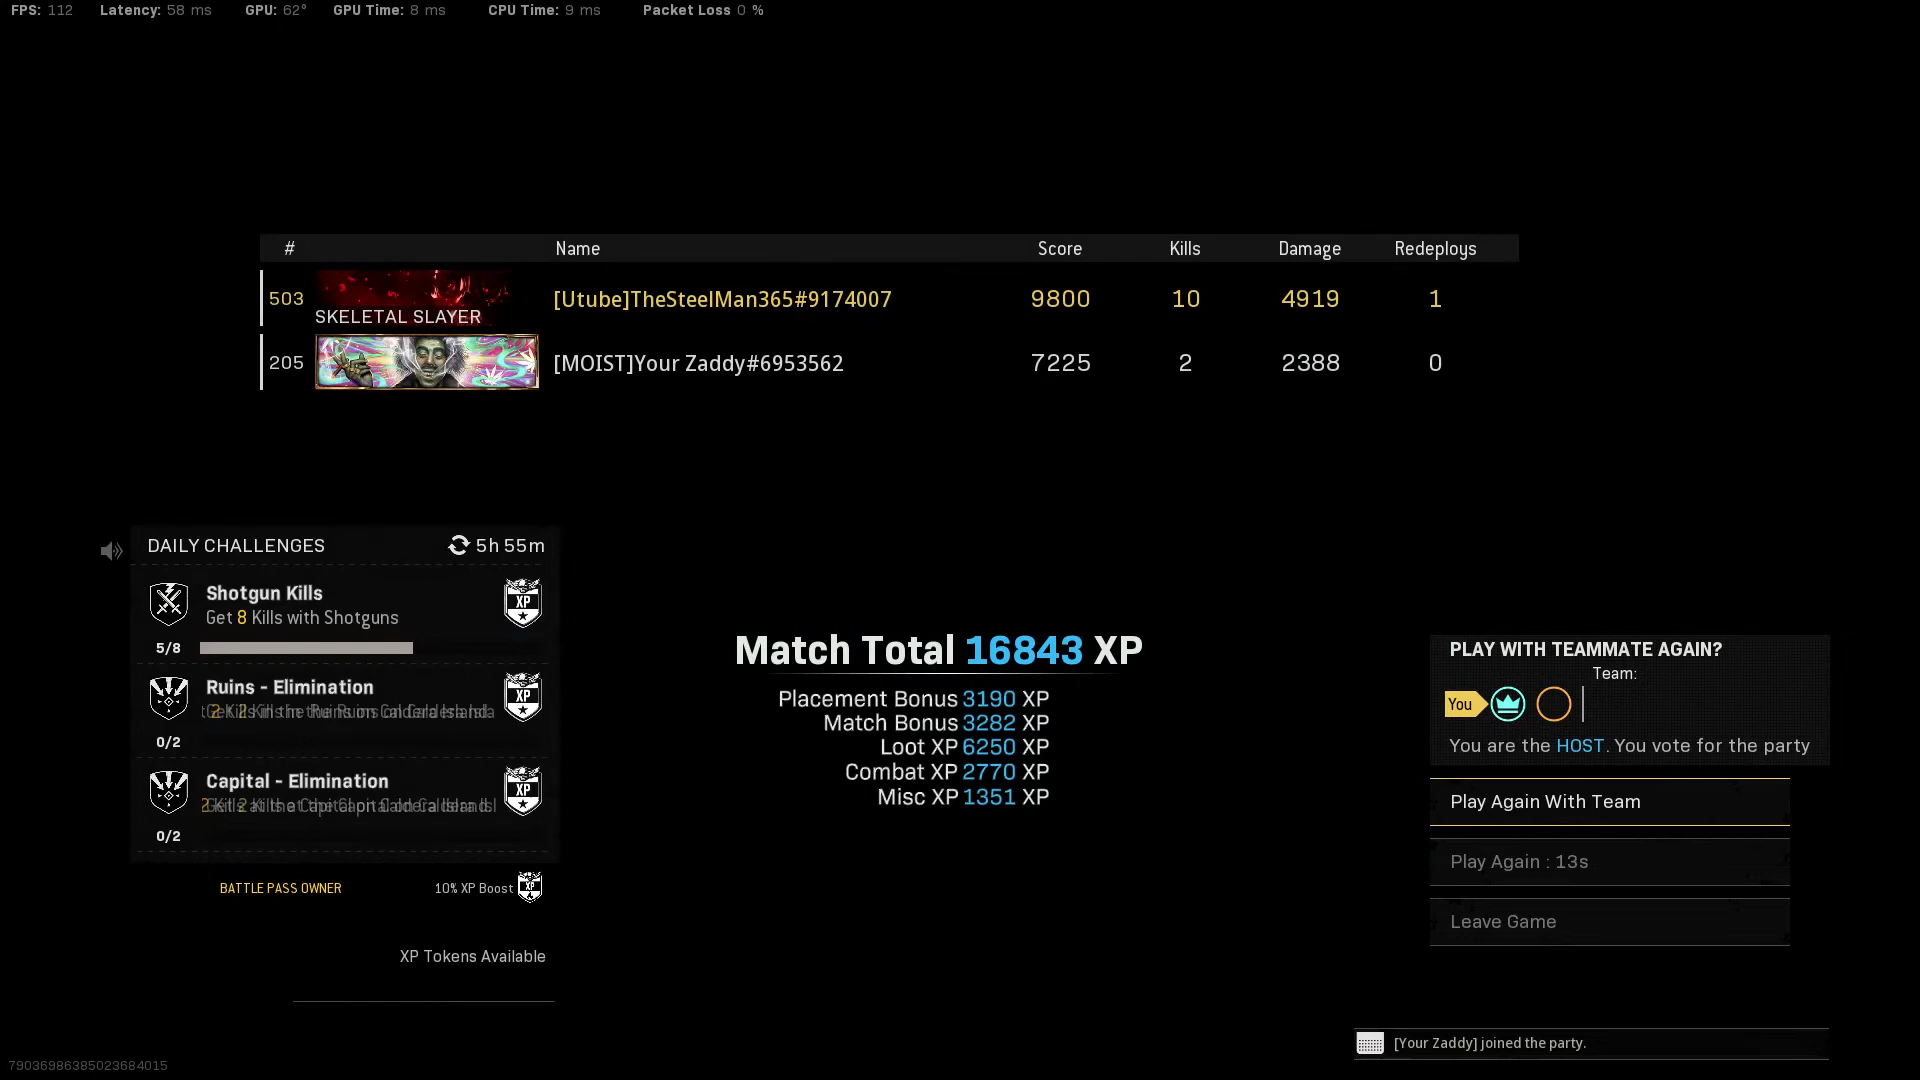 FPS: 112 Latency: 58 ms GPU: 62° GPU Time: 8 ms CPU Time: 9 ms Packet Loss 0 %
# Name Score Kills Damage Redeploys
503 SKELETAL SLAYER [Utube]TheSteelMan365#9174007 9800 10 4919 1
205 [MOIST]Your Zaddy#6953562 7225 2 2388 0
DAILY CHALLENGES 5h 55m
Shotgun Kills
Get 8 Kills with Shotguns
XP
5/8
Ruins - Elimination
XP
0/2
Capital - Elimination
XP
0/2
BATTLE PASS OWNER 10% XP Boost XP
XP Tokens Available
Match Total 16843 XP
Placement Bonus 3190 XP
Match Bonus 3282 XP
Loot XP 6250 XP
Combat XP 2770 XP
Misc XP 1351 XP
PLAY WITH TEAMMATE AGAIN?
Team:
You
You are the HOST. You vote for the party
Play Again With Team
Play Again : 13s
Leave Game
[Your Zaddy] joined the party.
79036986385023684015